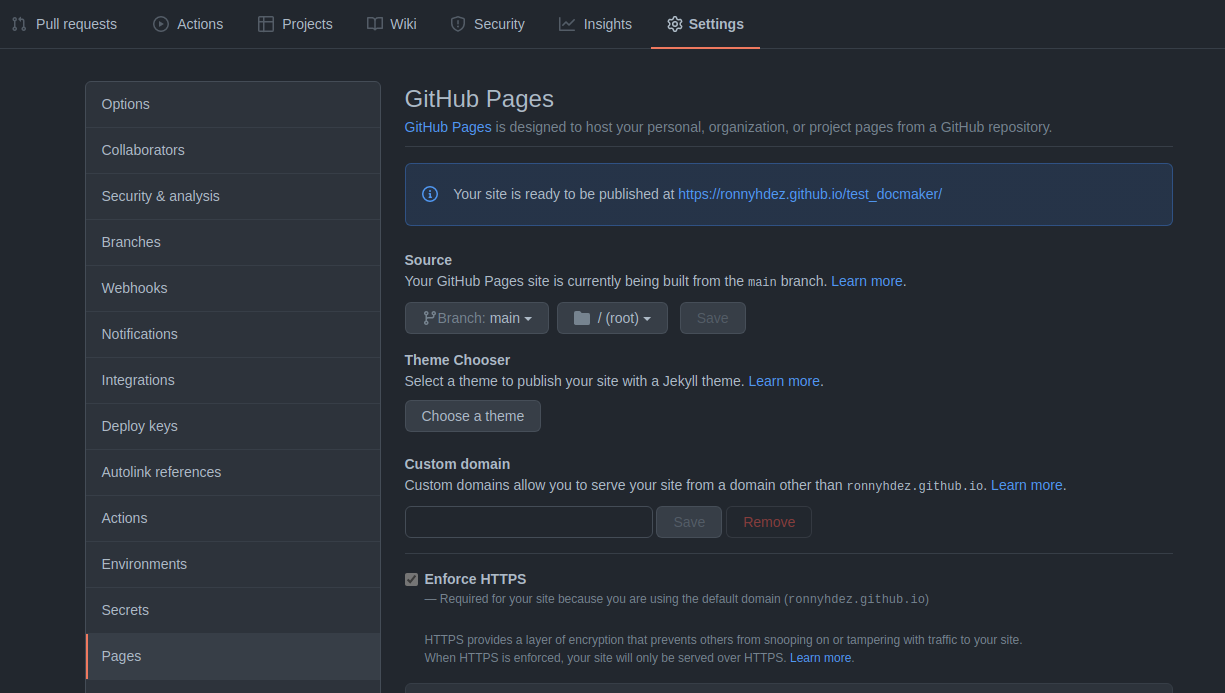 Pull requests Actions Projects Wiki Security Insights Settings
Options
Collaborators
Security & analysis
Branches
Webhooks
Notifications
Integrations
Deploy keys
Autolink references
Actions
Environments
Secrets
Pages
GitHub Pages
GitHub Pages is designed to host your personal, organization, or project pages from a GitHub repository.
Your site is ready to be published at https://ronnyhdez.github.io/test_docmaker/
Source
Your GitHub Pages site is currently being built from the main branch. Learn more.
Branch: main / (root) Save
Theme Chooser
Select a theme to publish your site with a Jekyll theme. Learn more.
Choose a theme
Custom domain
Custom domains allow you to serve your site from a domain other than ronnyhdez.github.io. Learn more.
Save Remove
Enforce HTTPS
— Required for your site because you are using the default domain (ronnyhdez.github.io)
HTTPS provides a layer of encryption that prevents others from snooping on or tampering with traffic to your site.
When HTTPS is enforced, your site will only be served over HTTPS. Learn more.